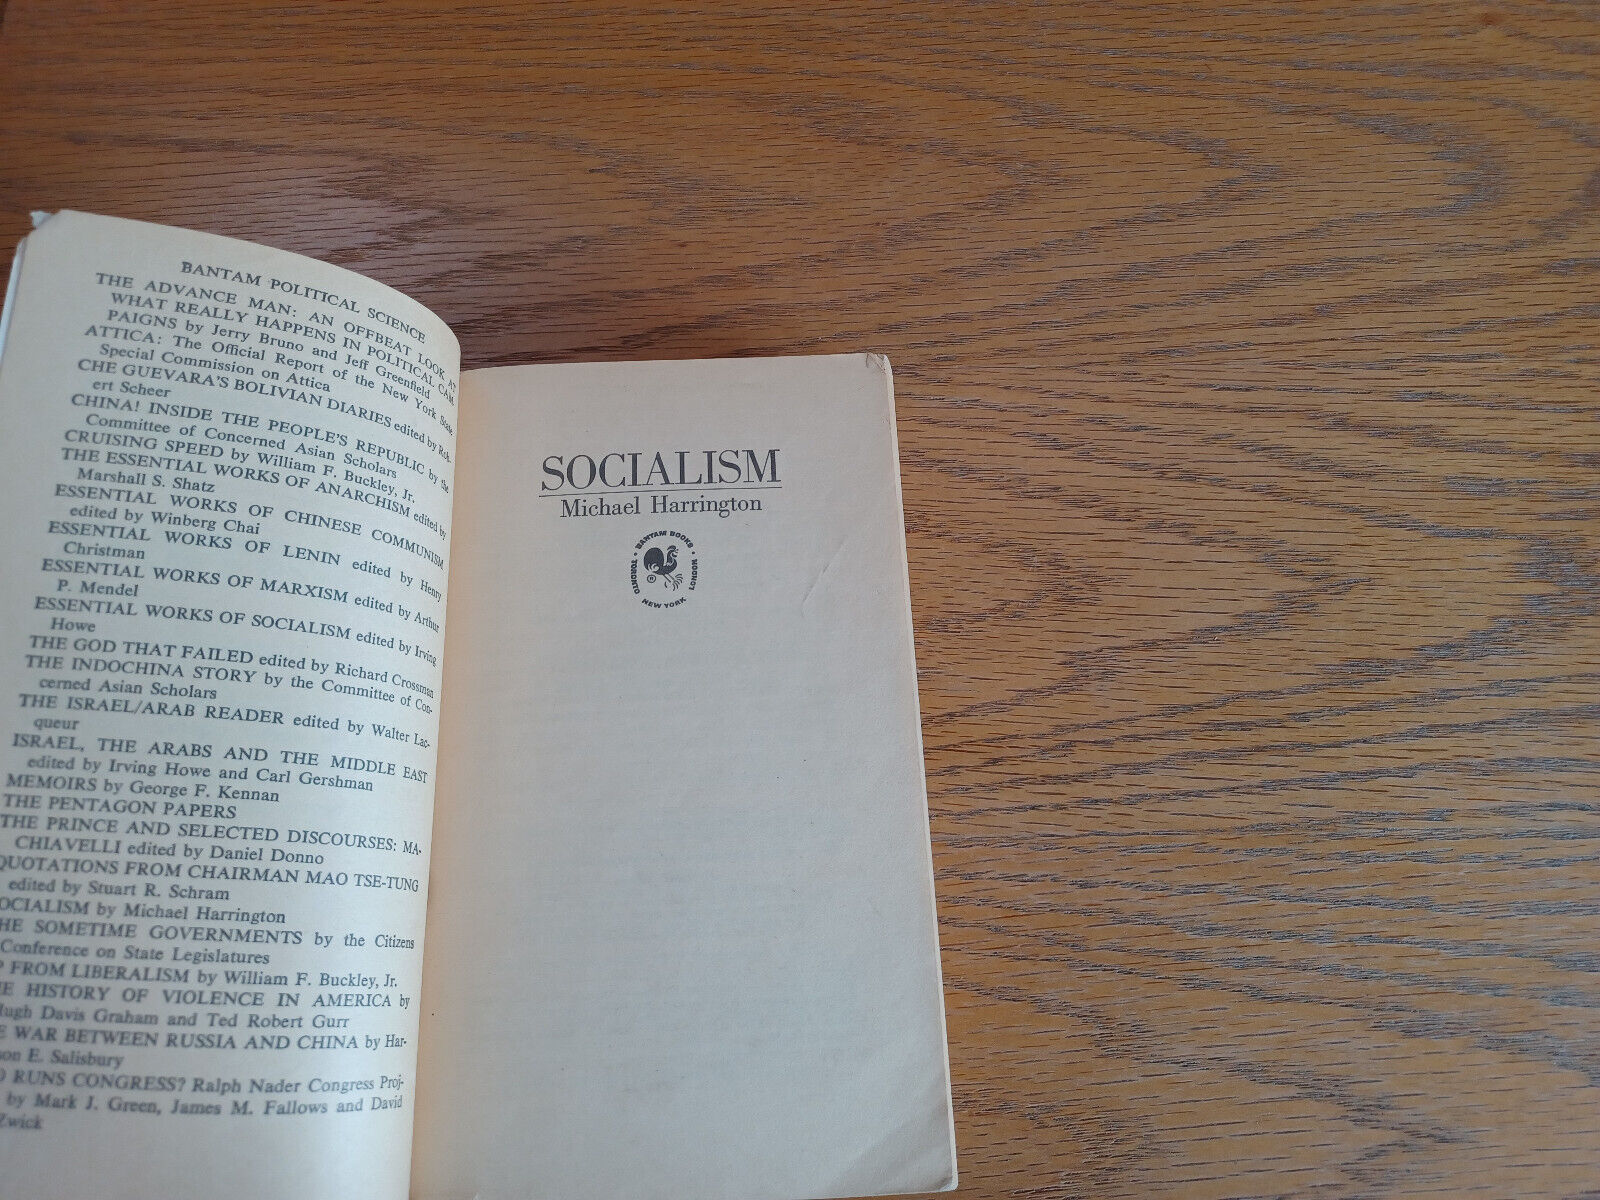 BANTAM POLITICAL SCIENCE
THE ADVANCE MAN: AN OFFBEAT LOOK AT
WHAT REALLY HAPPENS IN POLITICAL CAM-
PAIGNS by Jerry Bruno and Jeff Greenfield
ATTICA: The Official Report of the New York State
Special Commission on Attica
CHE GUEVARA'S BOLIVIAN DIARIES edited by Rob-
ert Scheer
CHINA! INSIDE THE PEOPLE'S REPUBLIC by the
Committee of Concerned Asian Scholars
CRUISING SPEED by William F. Buckley, Jr.
THE ESSENTIAL WORKS OF ANARCHISM edited by
Marshall S. Shatz
ESSENTIAL WORKS OF CHINESE COMMUNISM
edited by Winberg Chai
ESSENTIAL WORKS OF LENIN edited by Henry
Christman
ESSENTIAL WORKS OF MARXISM edited by Arthur
P. Mendel
ESSENTIAL WORKS OF SOCIALISM edited by Irving
Howe
THE GOD THAT FAILED edited by Richard Crossman
THE INDOCHINA STORY by the Committee of Con-
cerned Asian Scholars
THE ISRAEL/ARAB READER edited by Walter Lac-
queur
ISRAEL, THE ARABS AND THE MIDDLE EAST
edited by Irving Howe and Carl Gershman
MEMOIRS by George F. Kennan
THE PENTAGON PAPERS
THE PRINCE AND SELECTED DISCOURSES: MA-
CHIAVELLI edited by Daniel Donno
QUOTATIONS FROM CHAIRMAN MAO TSE-TUNG
edited by Stuart R. Schram
OCIALISM by Michael Harrington
HE SOMETIME GOVERNMENTS by the Citizens
Conference on State Legislatures
P FROM LIBERALISM by William F. Buckley, Jr.
E HISTORY OF VIOLENCE IN AMERICA by
Hugh Davis Graham and Ted Robert Gurr
E WAR BETWEEN RUSSIA AND CHINA by Har-
son E. Salisbury
O RUNS CONGRESS? Ralph Nader Congress Proj-
by Mark J. Green, James M. Fallows and David
Zwick
SOCIALISM
Michael Harrington
BANTAM BOOKS
TORONTO • NEW YORK • LONDON
®